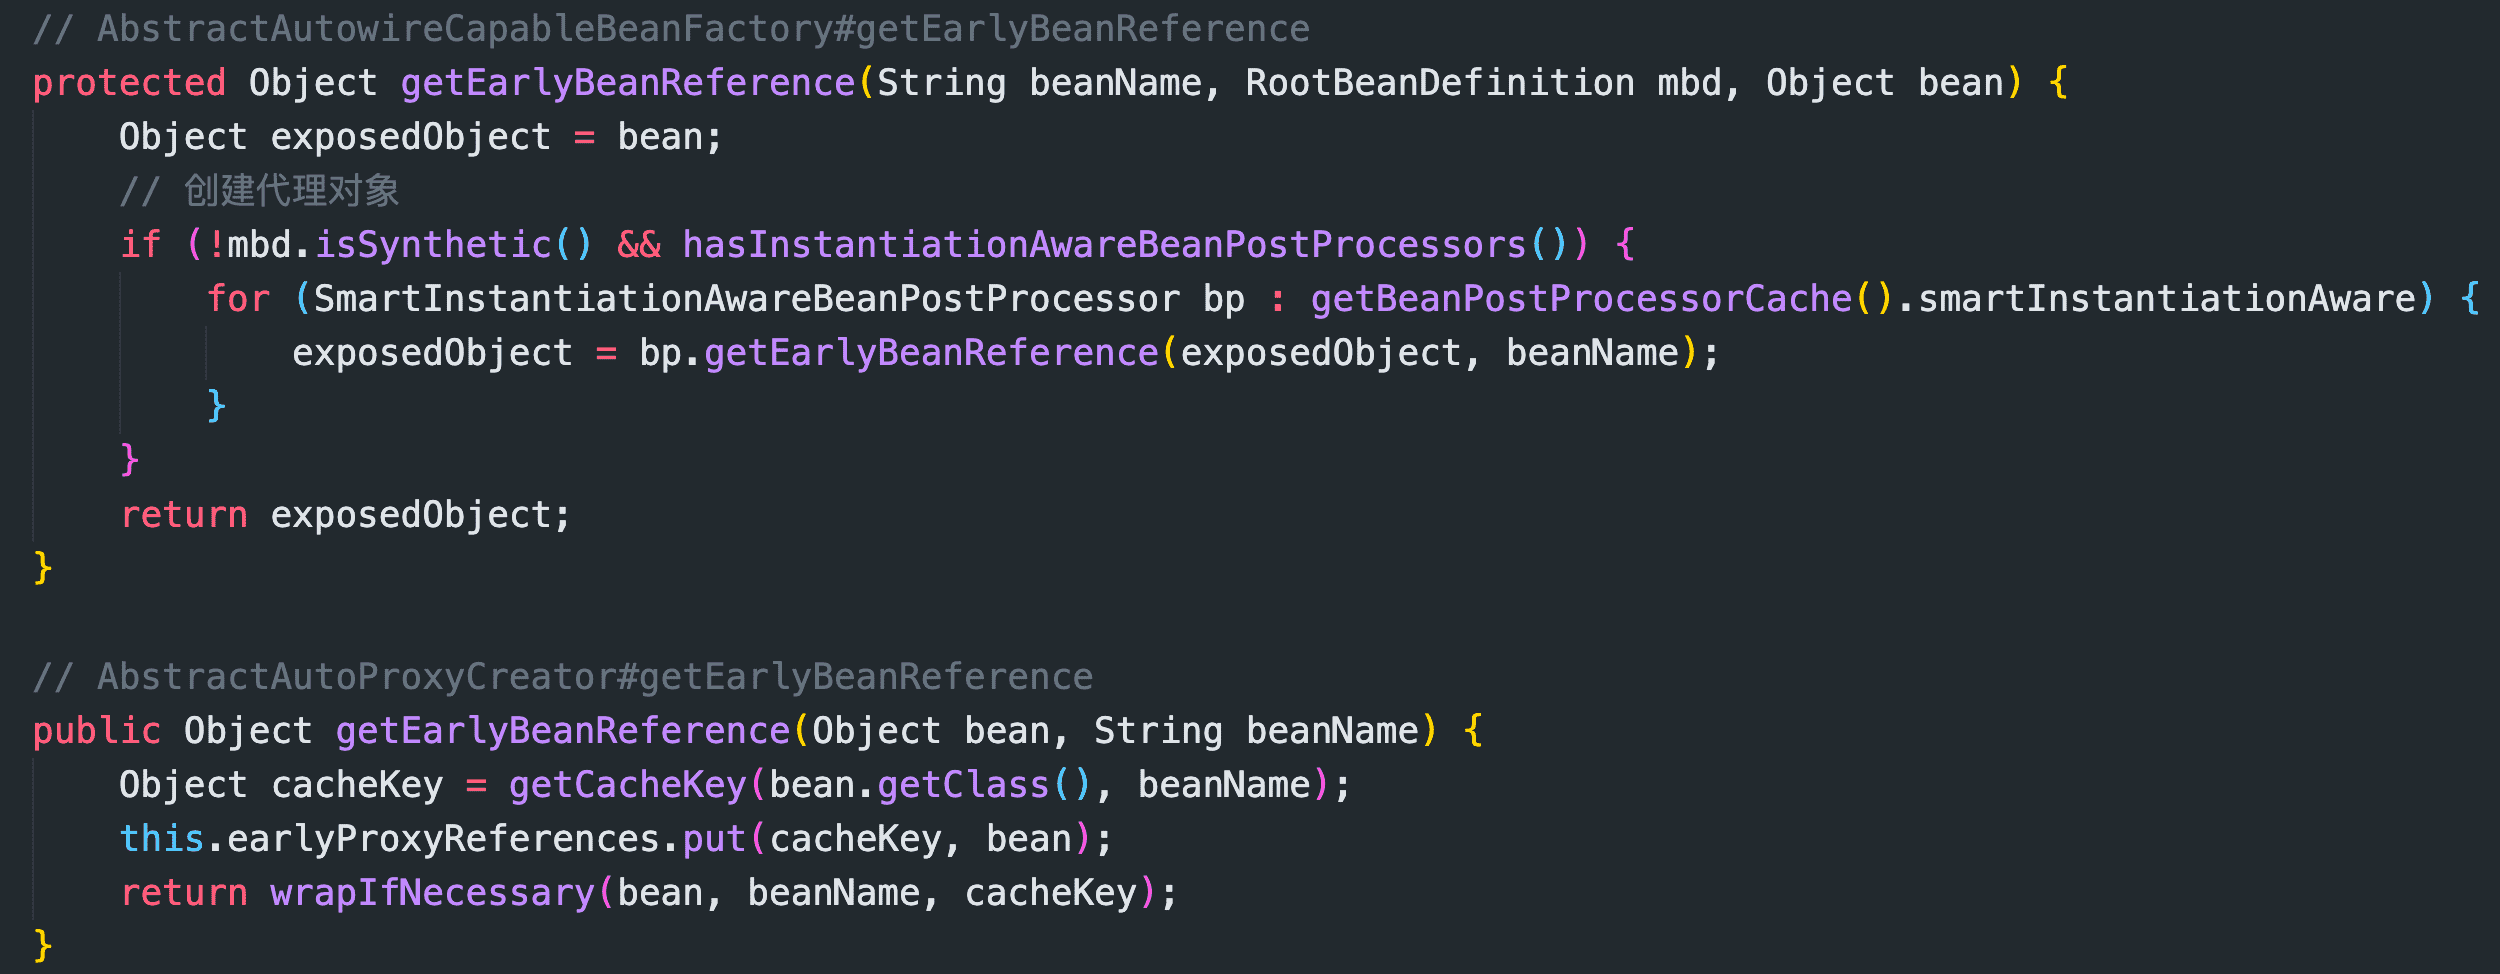 // AbstractAutowireCapableBeanFactory#getEarlyBeanReference
protected Object getEarlyBeanReference(String beanName, RootBeanDefinition mbd, Object bean) {
    Object exposedObject = bean;
    // 创建代理对象
    if (!mbd.isSynthetic() && hasInstantiationAwareBeanPostProcessors()) {
        for (SmartInstantiationAwareBeanPostProcessor bp : getBeanPostProcessorCache().smartInstantiationAware) {
            exposedObject = bp.getEarlyBeanReference(exposedObject, beanName);
        }
    }
    return exposedObject;
}

// AbstractAutoProxyCreator#getEarlyBeanReference
public Object getEarlyBeanReference(Object bean, String beanName) {
    Object cacheKey = getCacheKey(bean.getClass(), beanName);
    this.earlyProxyReferences.put(cacheKey, bean);
    return wrapIfNecessary(bean, beanName, cacheKey);
}